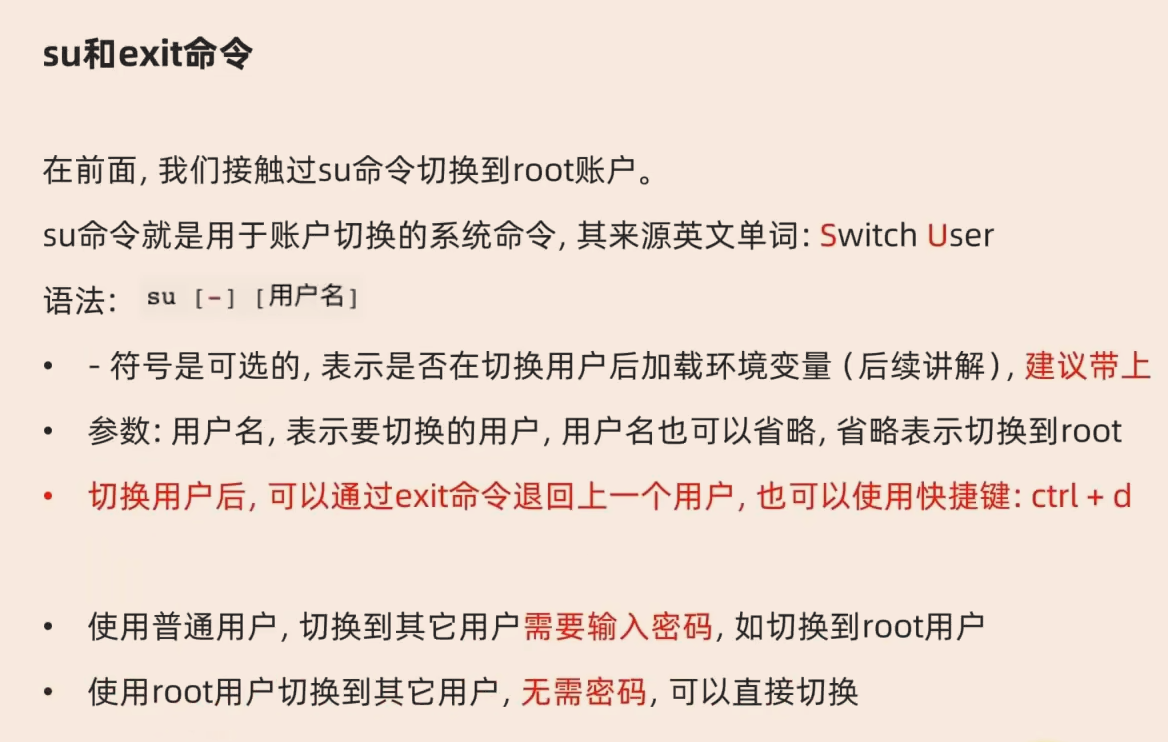 su和exit命令
在前面, 我们接触过su命令切换到root账户。
su命令就是用于账户切换的系统命令, 其来源英文单词: Switch User
语法: su [-] [用户名]
• - 符号是可选的, 表示是否在切换用户后加载环境变量 (后续讲解), 建议带上
• 参数: 用户名, 表示要切换的用户, 用户名也可以省略, 省略表示切换到root
• 切换用户后, 可以通过exit命令退回上一个用户, 也可以使用快捷键: ctrl + d
• 使用普通用户, 切换到其它用户需要输入密码, 如切换到root用户
• 使用root用户切换到其它用户, 无需密码, 可以直接切换